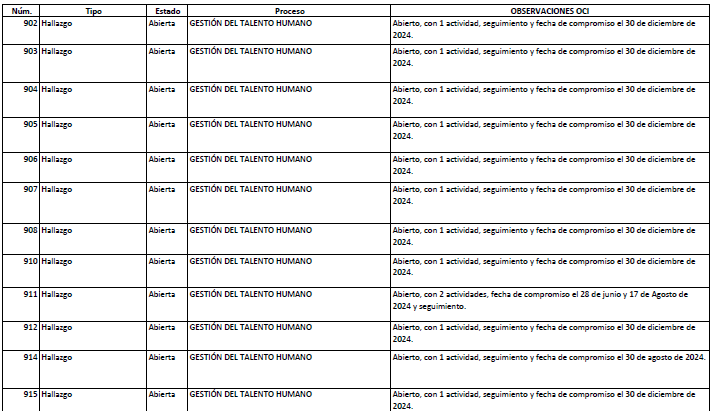 Núm. Tipo Estado Proceso OBSERVACIONES OCI
902 Hallazgo Abierta GESTIÓN DEL TALENTO HUMANO Abierto, con 1 actividad, seguimiento y fecha de compromiso el 30 de diciembre de
2024.
903 Hallazgo Abierta GESTIÓN DEL TALENTO HUMANO Abierto, con 1 actividad, seguimiento y fecha de compromiso el 30 de diciembre de
2024.
904 Hallazgo Abierta GESTIÓN DEL TALENTO HUMANO Abierto, con 1 actividad, seguimiento y fecha de compromiso el 30 de diciembre de
2024.
905 Hallazgo Abierta GESTIÓN DEL TALENTO HUMANO Abierto, con 1 actividad, seguimiento y fecha de compromiso el 30 de diciembre de
2024.
906 Hallazgo Abierta GESTIÓN DEL TALENTO HUMANO Abierto, con 1 actividad, seguimiento y fecha de compromiso el 30 de diciembre de
2024.
907 Hallazgo Abierta GESTIÓN DEL TALENTO HUMANO Abierto, con 1 actividad, seguimiento y fecha de compromiso el 30 de diciembre de
2024.
908 Hallazgo Abierta GESTIÓN DEL TALENTO HUMANO Abierto, con 1 actividad, seguimiento y fecha de compromiso el 30 de diciembre de
2024.
910 Hallazgo Abierta GESTIÓN DEL TALENTO HUMANO Abierto, con 1 actividad, seguimiento y fecha de compromiso el 30 de diciembre de
2024.
911 Hallazgo Abierta GESTIÓN DEL TALENTO HUMANO Abierto, con 2 actividades, fecha de compromiso el 28 de junio y 17 de Agosto de
2024 y seguimiento.
912 Hallazgo Abierta GESTIÓN DEL TALENTO HUMANO Abierto, con 1 actividad, seguimiento y fecha de compromiso el 30 de diciembre de
2024.
914 Hallazgo Abierta GESTIÓN DEL TALENTO HUMANO Abierto, con 1 actividad, seguimiento y fecha de compromiso el 30 de agosto de 2024.
915 Hallazgo Abierta GESTIÓN DEL TALENTO HUMANO Abierto, con 1 actividad, seguimiento y fecha de compromiso el 30 de diciembre de
2024.